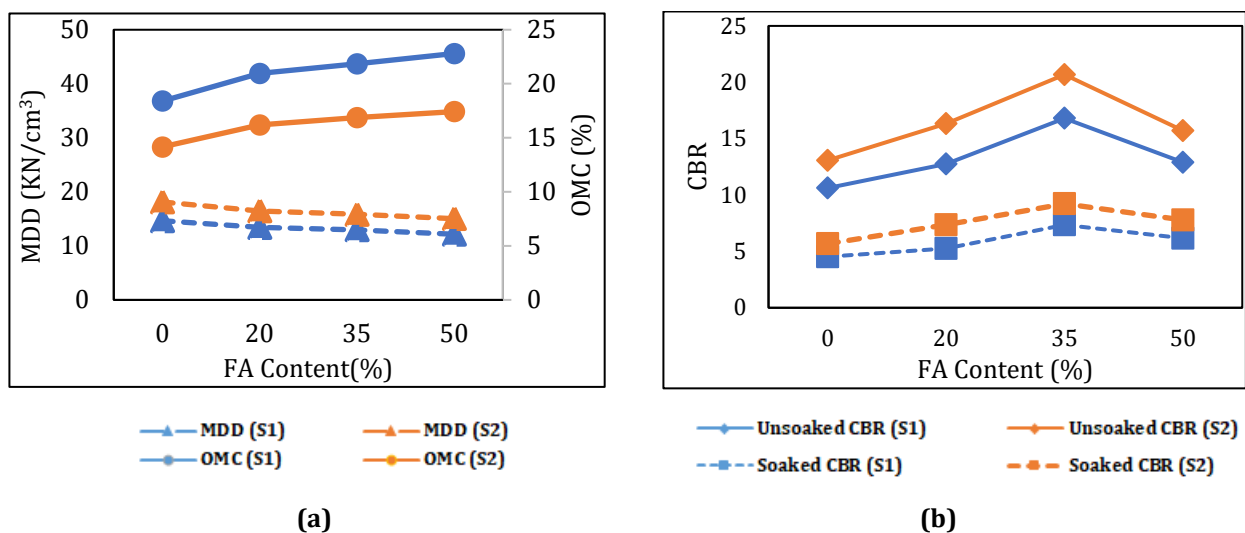 50
40
30
20
10
0
MDD (KN/cm³)
25
20
15
10
5
0
OMC (%)
0 20 35 50
FA Content(%)
MDD (S1) MDD (S2)
OMC (S1) OMC (S2)
(a)
25
20
15
10
5
0
CBR
0 20 35 50
FA Content (%)
Unsoaked CBR (S1) Unsoaked CBR (S2)
Soaked CBR (S1) Soaked CBR (S2)
(b)